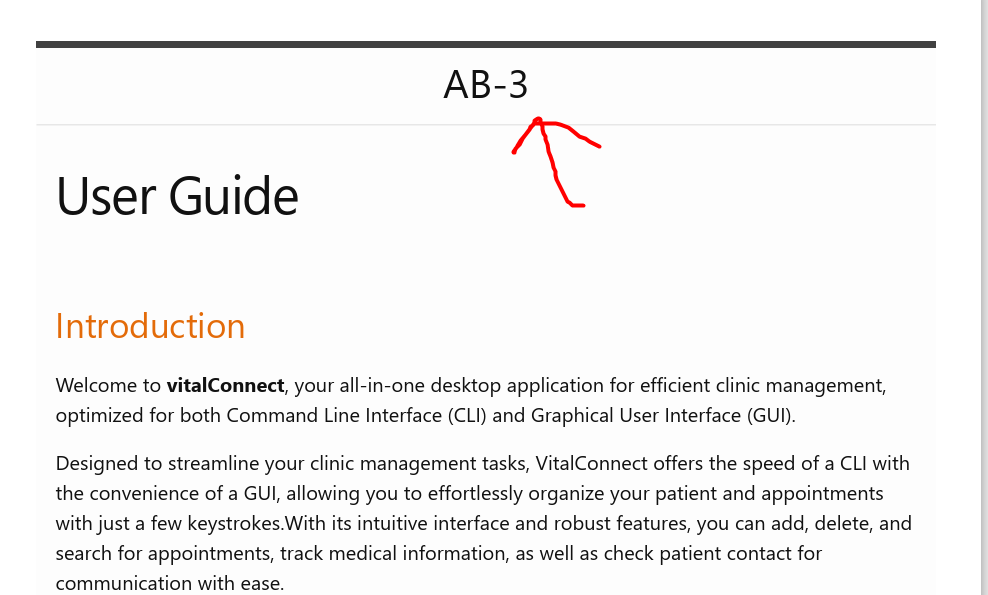 AB-3
User Guide
Introduction
Welcome to vitalConnect, your all-in-one desktop application for efficient clinic management,
optimized for both Command Line Interface (CLI) and Graphical User Interface (GUI).
Designed to streamline your clinic management tasks, VitalConnect offers the speed of a CLI with
the convenience of a GUI, allowing you to effortlessly organize your patient and appointments
with just a few keystrokes.With its intuitive interface and robust features, you can add, delete, and
search for appointments, track medical information, as well as check patient contact for
communication with ease.